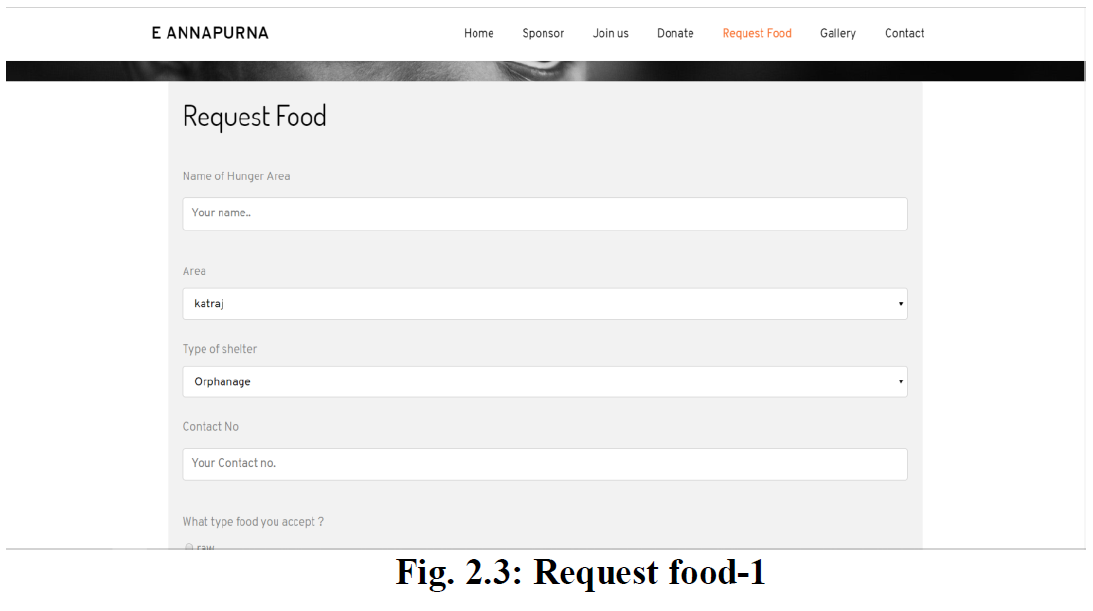 E ANNAPURNA
Home Sponsor Join us Donate Request Food Gallery Contact
Request Food
Name of Hunger Area
Your name..
Area
katraj
Type of shelter
Orphanage
Contact No
Your Contact no.
What type food you accept ?
raw
Fig. 2.3: Request food-1